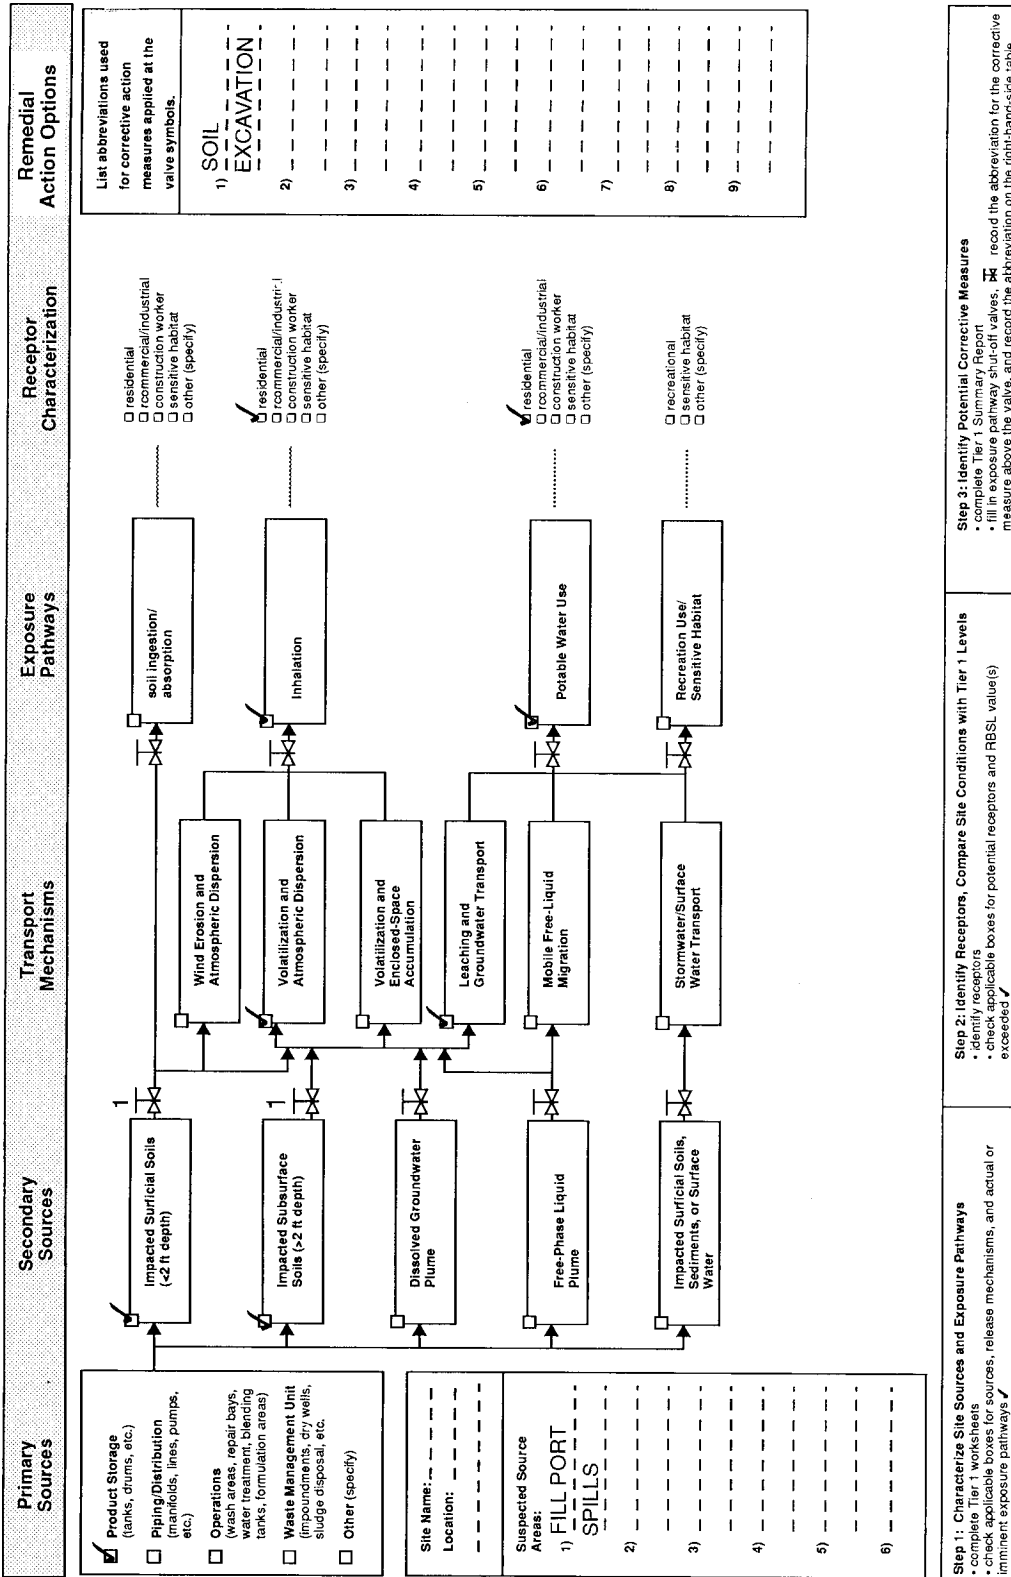 Primary
Sources
Secondary
Sources
Transport
Mechanisms
Exposure
Pathways
Receptor
Characterization
Remedial
Action Options
Product Storage
(tanks, drums, etc.)
Piping/Distribution
(manifolds, lines, pumps,
etc.)
Operations
(wash areas, repair bays,
water treatment, blending
tanks, formulation areas)
Waste Management Unit
(impoundments, dry wells,
sludge disposal, etc.
Other (specify)
Site Name:
Location:
Suspected Source
Areas:
1) FILL PORT
SPILLS
2)
3)
4)
5)
6)
Impacted Surficial Soils
(<2 ft depth)
1
Impacted Subsurface
Soils (>2 ft depth)
1
Dissolved Groundwater
Plume
Free-Phase Liquid
Plume
Impacted Surficial Soils,
Sediments, or Surface
Water
Wind Erosion and
Atmospheric Dispersion
Volatilization and
Atmospheric Dispersion
Volatilization and
Enclosed-Space
Accumulation
Leaching and
Groundwater Transport
Mobile Free-Liquid
Migration
Stormwater/Surface
Water Transport
soil ingestion/
absorption
Inhalation
Potable Water Use
Recreation Use/
Sensitive Habitat
residential
rcommercial/industrial
construction worker
sensitive habitat
other (specify)
residential
rcommercial/industrial
construction worker
sensitive habitat
other (specify)
residential
rcommercial/industrial
construction worker
sensitive habitat
other (specify)
recreational
sensitive habitat
other (specify)
List abbreviations used
for corrective action
measures applied at the
valve symbols.
1) SOIL
EXCAVATION
2)
3)
4)
5)
6)
7)
8)
9)
Step 1: Characterize Site Sources and Exposure Pathways
• complete Tier 1 worksheets
• check applicable boxes for sources, release mechanisms, and actual or
imminent exposure pathways ✓
Step 2: Identify Receptors, Compare Site Conditions with Tier 1 Levels
• identify receptors
• check applicable boxes for potential receptors and RBSL value(s)
exceeded ✓
Step 3: Identify Potential Corrective Measures
• complete Tier 1 Summary Report
• fill in exposure pathway shut-off valves, record the abbreviation for the corrective
measure above the valve, and record the abbreviation on the right-hand-side table